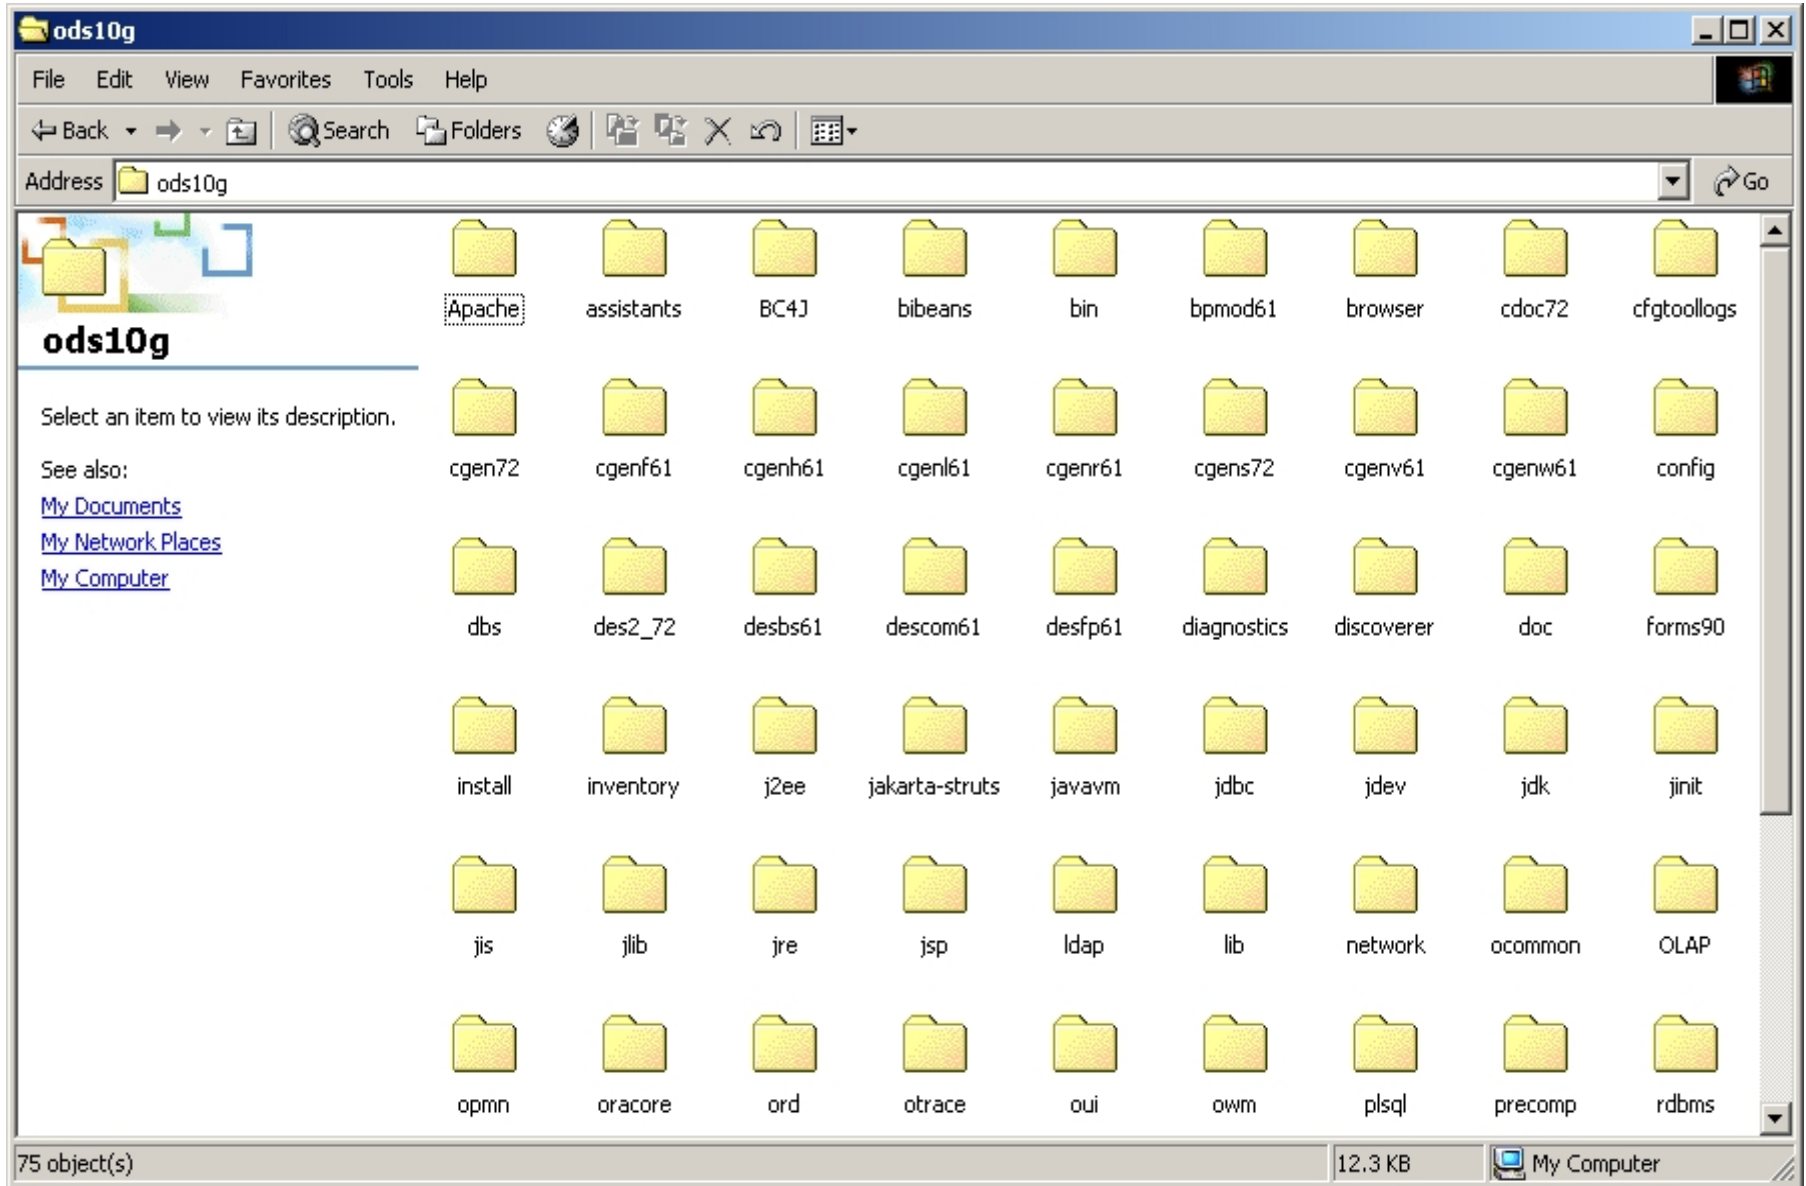 ods10g
File Edit View Favorites Tools Help
Back Search Folders
Address ods10g Go
ods10g
Select an item to view its description.
See also:
My Documents
My Network Places
My Computer
Apache assistants BC4J bibeans bin bpmod61 browser cdoc72 cfgtoollogs
cgen72 cgenf61 cgenh61 cgenl61 cgenr61 cgens72 cgenv61 cgenw61 config
dbs des2_72 desbs61 descom61 desfp61 diagnostics discoverer doc forms90
install inventory j2ee jakarta-struts javavm jdbc jdev jdk jinit
jis jlib jre jsp ldap lib network ocommon OLAP
opmn oracore ord otrace oui owm plsql precomp rdbms
75 object(s) 12.3 KB My Computer